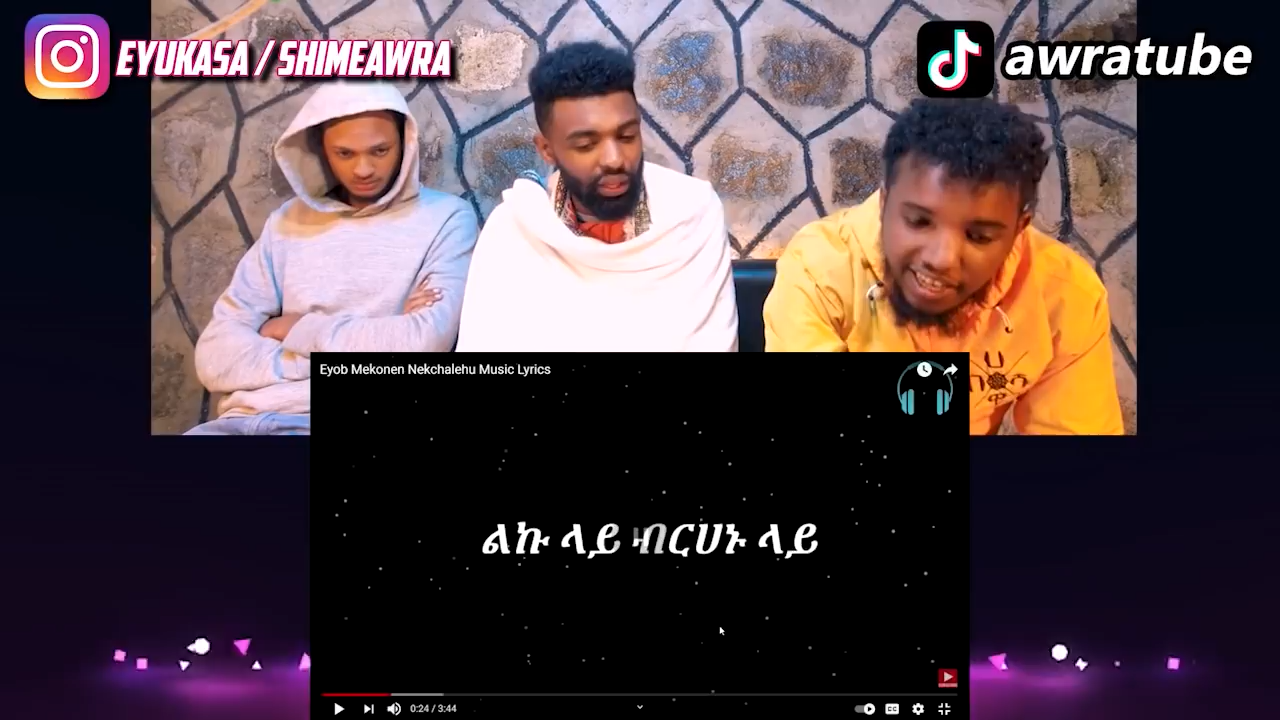 EYUKASA / SHIMEAWRA
awratube
Eyob Mekonen Nekchalehu Music Lyrics
ልኩ ላይ ብርሀኑ ላይ
0:24 / 3:44